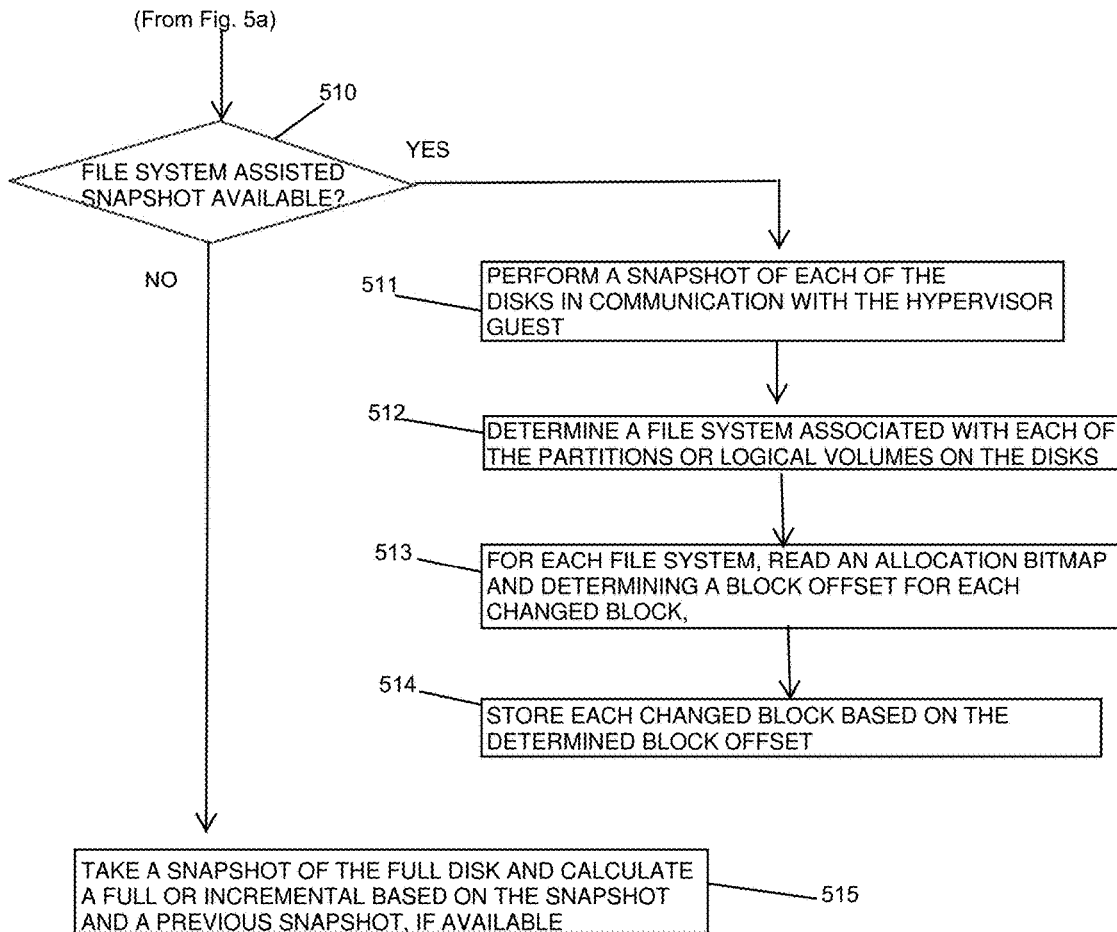 (From Fig. 5a)
510
FILE SYSTEM ASSISTED
SNAPSHOT AVAILABLE?
YES
NO
511
PERFORM A SNAPSHOT OF EACH OF THE
DISKS IN COMMUNICATION WITH THE HYPERVISOR
GUEST
512
DETERMINE A FILE SYSTEM ASSOCIATED WITH EACH OF
THE PARTITIONS OR LOGICAL VOLUMES ON THE DISKS
513
FOR EACH FILE SYSTEM, READ AN ALLOCATION BITMAP
AND DETERMINING A BLOCK OFFSET FOR EACH
CHANGED BLOCK,
514
STORE EACH CHANGED BLOCK BASED ON THE
DETERMINED BLOCK OFFSET
TAKE A SNAPSHOT OF THE FULL DISK AND CALCULATE
A FULL OR INCREMENTAL BASED ON THE SNAPSHOT
AND A PREVIOUS SNAPSHOT, IF AVAILABLE
515